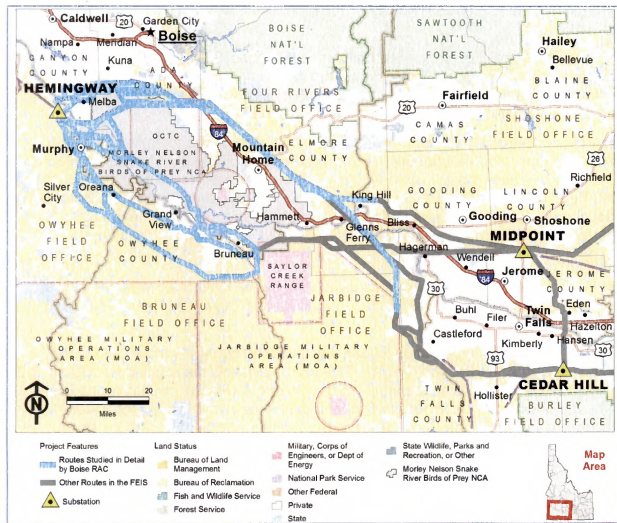 Caldwell
20
Garden City
Boise
Nampa
Meridian
Kuna
CANYON
COUNTY
ADA
COUNTY
BOISE
NAT'L
FOREST
SAWTOOTH
NAT'L
FOREST
Hailey
Bellevue
BLAINE
COUNTY
HEMINGWAY
Melba
FOUR RIVERS
FIELD OFFICE
Fairfield
20
CAMAS
COUNTY
SHOSHONE
FIELD OFFICE
84
OCTC
MORLEY NELSON
SNAKE RIVER
BIRDS OF PREY NCA
Murphy
Mountain
Home
ELMORE
COUNTY
26
Richfield
Silver
City
Oreana
King Hill
GOODING
COUNTY
LINCOLN
COUNTY
Grand
View
Hammett
Glenns
Ferry
Bliss
Gooding
Shoshone
OWYHEE
FIELD
OFFICE
OWYHEE
COUNTY
Bruneau
MIDPOINT
Hagerman
Wendell
84
Jerome
JEROME
COUNTY
SAYLOR
CREEK
RANGE
30
BRUNEAU
FIELD OFFICE
JARBIDGE
FIELD
OFFICE
Buhl
Filer
Twin
Falls
Eden
Hazelton
Castleford
Kimberly
Hansen
30
OWYHEE MILITARY
OPERATIONS
AREA (MOA)
JARBIDGE MILITARY
OPERATIONS
AREA (MOA)
93
CEDAR HILL
Hollister
TWIN
FALLS
COUNTY
BURLEY
FIELD OFFICE
N
0
10
20
Miles
Project Features
Routes Studied in Detail
by Boise RAC
Other Routes in the FEIS
Substation
Land Status
Bureau of Land
Management
Bureau of Reclamation
Fish and Wildlife Service
Forest Service
Military, Corps of
Engineers, or Dept of
Energy
National Park Service
Other Federal
Private
State
State Wildlife, Parks and
Recreation, or Other
Morley Nelson Snake
River Birds of Prey NCA
Map
Area